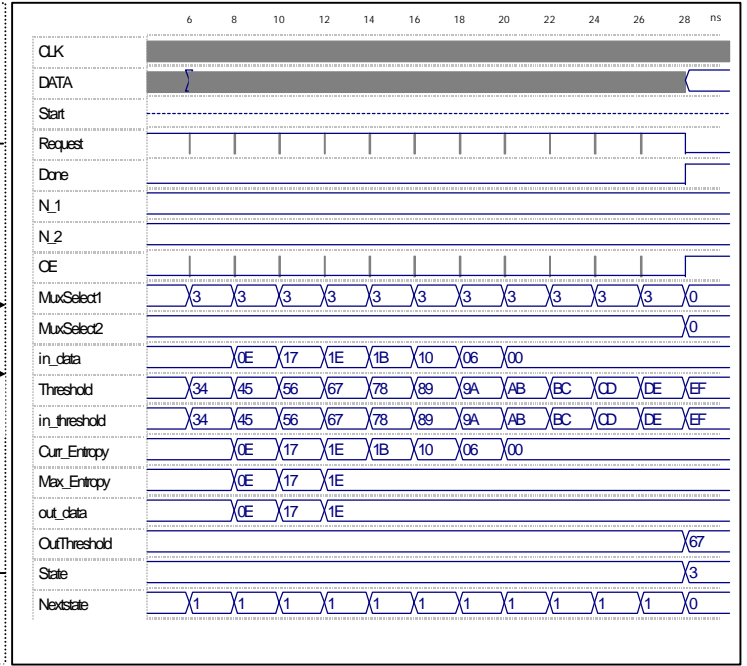 6 8 10 12 14 16 18 20 22 24 26 28 ns
CLK
DATA
Start
Request
Done
N_1
N_2
OE
MuxSelect1 3 3 3 3 3 3 3 3 3 3 3 0
MuxSelect2 0
in_data 0E 17 1E 1B 10 06 00
Threshold 34 45 56 67 78 89 9A AB BC CD DE EF
in_threshold 34 45 56 67 78 89 9A AB BC CD DE EF
Curr_Entropy 0E 17 1E 1B 10 06 00
Max_Entropy 0E 17 1E
out_data 0E 17 1E
OutThreshold 67
State 3
Nextstate 1 1 1 1 1 1 1 1 1 1 1 0